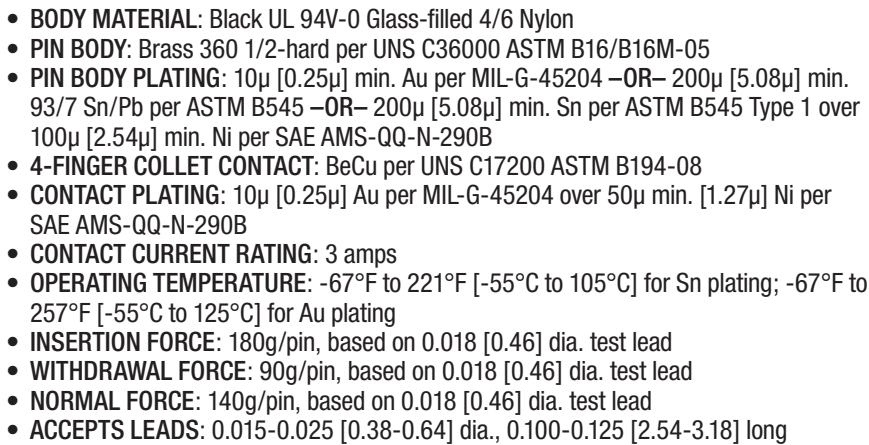 • BODY MATERIAL: Black UL 94V-0 Glass-filled 4/6 Nylon
• PIN BODY: Brass 360 1/2-hard per UNS C36000 ASTM B16/B16M-05
• PIN BODY PLATING: 10µ [0.25µ] min. Au per MIL-G-45204 –OR– 200µ [5.08µ] min.
93/7 Sn/Pb per ASTM B545 –OR– 200µ [5.08µ] min. Sn per ASTM B545 Type 1 over
100µ [2.54µ] min. Ni per SAE AMS-QQ-N-290B
• 4-FINGER COLLET CONTACT: BeCu per UNS C17200 ASTM B194-08
• CONTACT PLATING: 10µ [0.25µ] Au per MIL-G-45204 over 50µ min. [1.27µ] Ni per
SAE AMS-QQ-N-290B
• CONTACT CURRENT RATING: 3 amps
• OPERATING TEMPERATURE: -67°F to 221°F [-55°C to 105°C] for Sn plating; -67°F to
257°F [-55°C to 125°C] for Au plating
• INSERTION FORCE: 180g/pin, based on 0.018 [0.46] dia. test lead
• WITHDRAWAL FORCE: 90g/pin, based on 0.018 [0.46] dia. test lead
• NORMAL FORCE: 140g/pin, based on 0.018 [0.46] dia. test lead
• ACCEPTS LEADS: 0.015-0.025 [0.38-0.64] dia., 0.100-0.125 [2.54-3.18] long